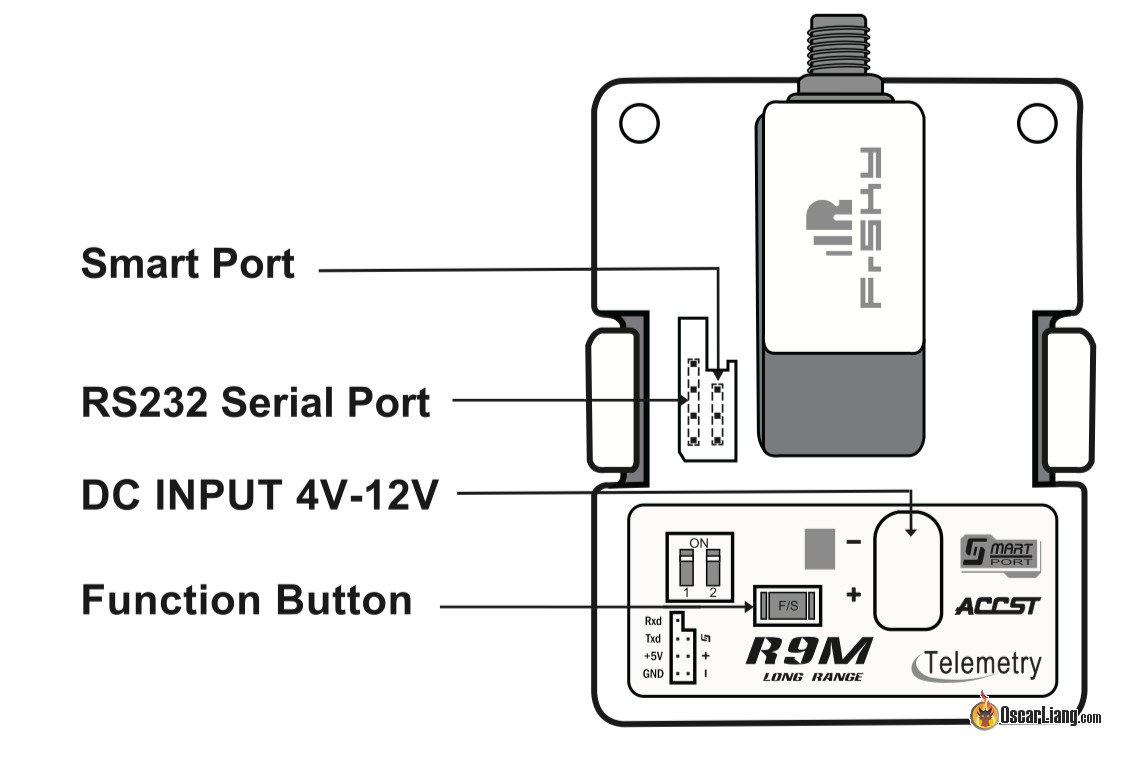 FrSKY
Smart Port
RS232 Serial Port
DC INPUT 4V-12V
Function Button
ON
1 2
−
+
F/S
SMART
PORT
ACCST
Rxd
Txd
+5V +
GND −
R9M
LONG RANGE
Telemetry
OscarLiang.com